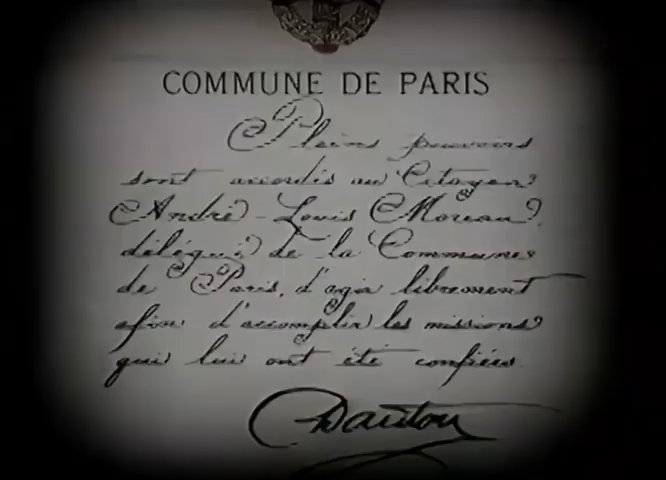 COMMUNE DE PARIS
Pleins pouvoirs
sont accordés au Citoyen
André-Louis Moreau,
délégué de la Commune
de Paris, d'agir librement
afin d'accomplir les missions
qui lui ont été confiées
Danton